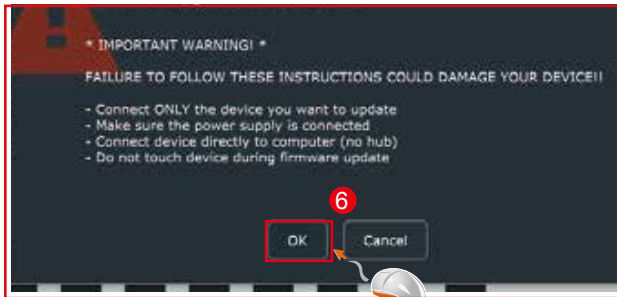 * IMPORTANT WARNING! *
FAILURE TO FOLLOW THESE INSTRUCTIONS COULD DAMAGE YOUR DEVICE!!
- Connect ONLY the device you want to update
- Make sure the power supply is connected
- Connect device directly to computer (no hub)
- Do not touch device during firmware update
6
OK Cancel